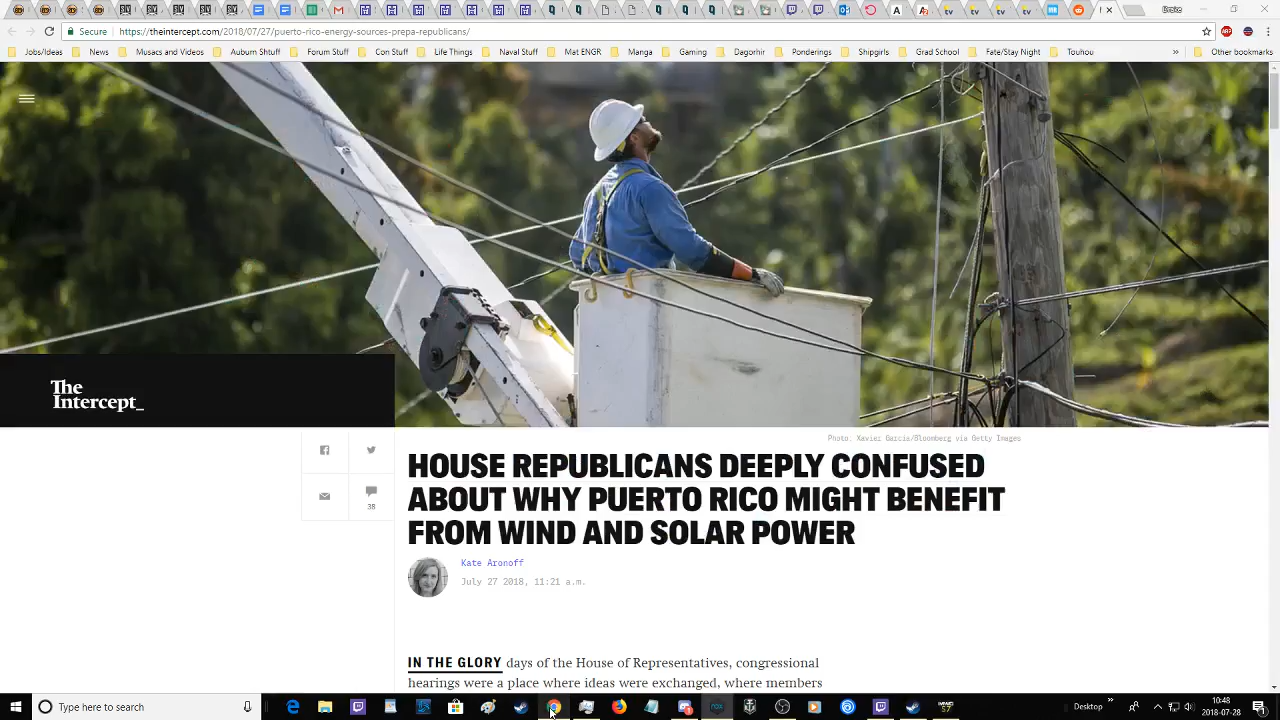 Brake
Secure
https://theintercept.com/2018/07/27/puerto-rico-energy-sources-prepa-republicans/
Jobs/Ideas
News
Musacs and Videos
Auburn Stuff
Forum Stuff
Con Stuff
Life Things
Naval Stuff
Mat ENGR
Manga
Gaming
Dagorhir
Ponderings
Shipgirls
Grad School
Fate/Stay Night
Touhou
Other bookmarks
The
Intercept_
Photo: Xavier Garcia/Bloomberg via Getty Images
HOUSE REPUBLICANS DEEPLY CONFUSED
ABOUT WHY PUERTO RICO MIGHT BENEFIT
FROM WIND AND SOLAR POWER
38
Kate Aronoff
July 27 2018, 11:21 a.m.
IN THE GLORY days of the House of Representatives, congressional
hearings were a place where ideas were exchanged, where members
Type here to search
Desktop
10:48
2018-07-28